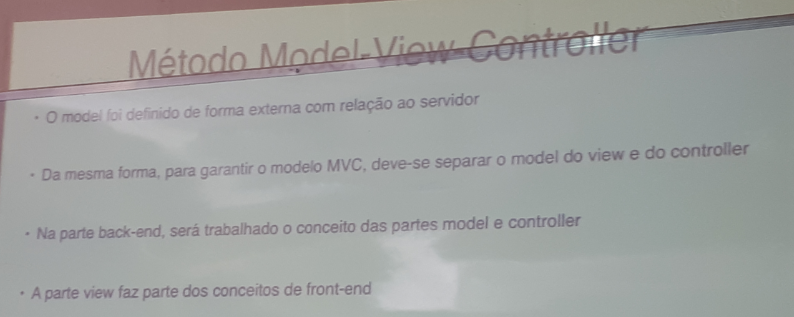 Método Model-View-Controller
• O model foi definido de forma externa com relação ao servidor
• Da mesma forma, para garantir o modelo MVC, deve-se separar o model do view e do controller
• Na parte back-end, será trabalhado o conceito das partes model e controller
• A parte view faz parte dos conceitos de front-end